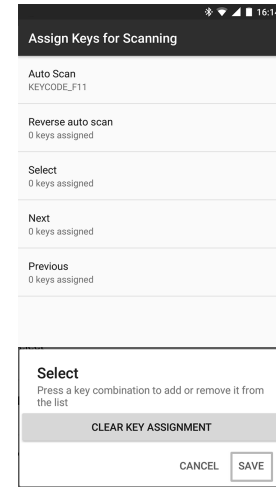 16:14
Assign Keys for Scanning
Auto Scan
KEYCODE_F11
Reverse auto scan
0 keys assigned
Select
0 keys assigned
Next
0 keys assigned
Previous
0 keys assigned
Select
Press a key combination to add or remove it from
the list
CLEAR KEY ASSIGNMENT
CANCEL SAVE